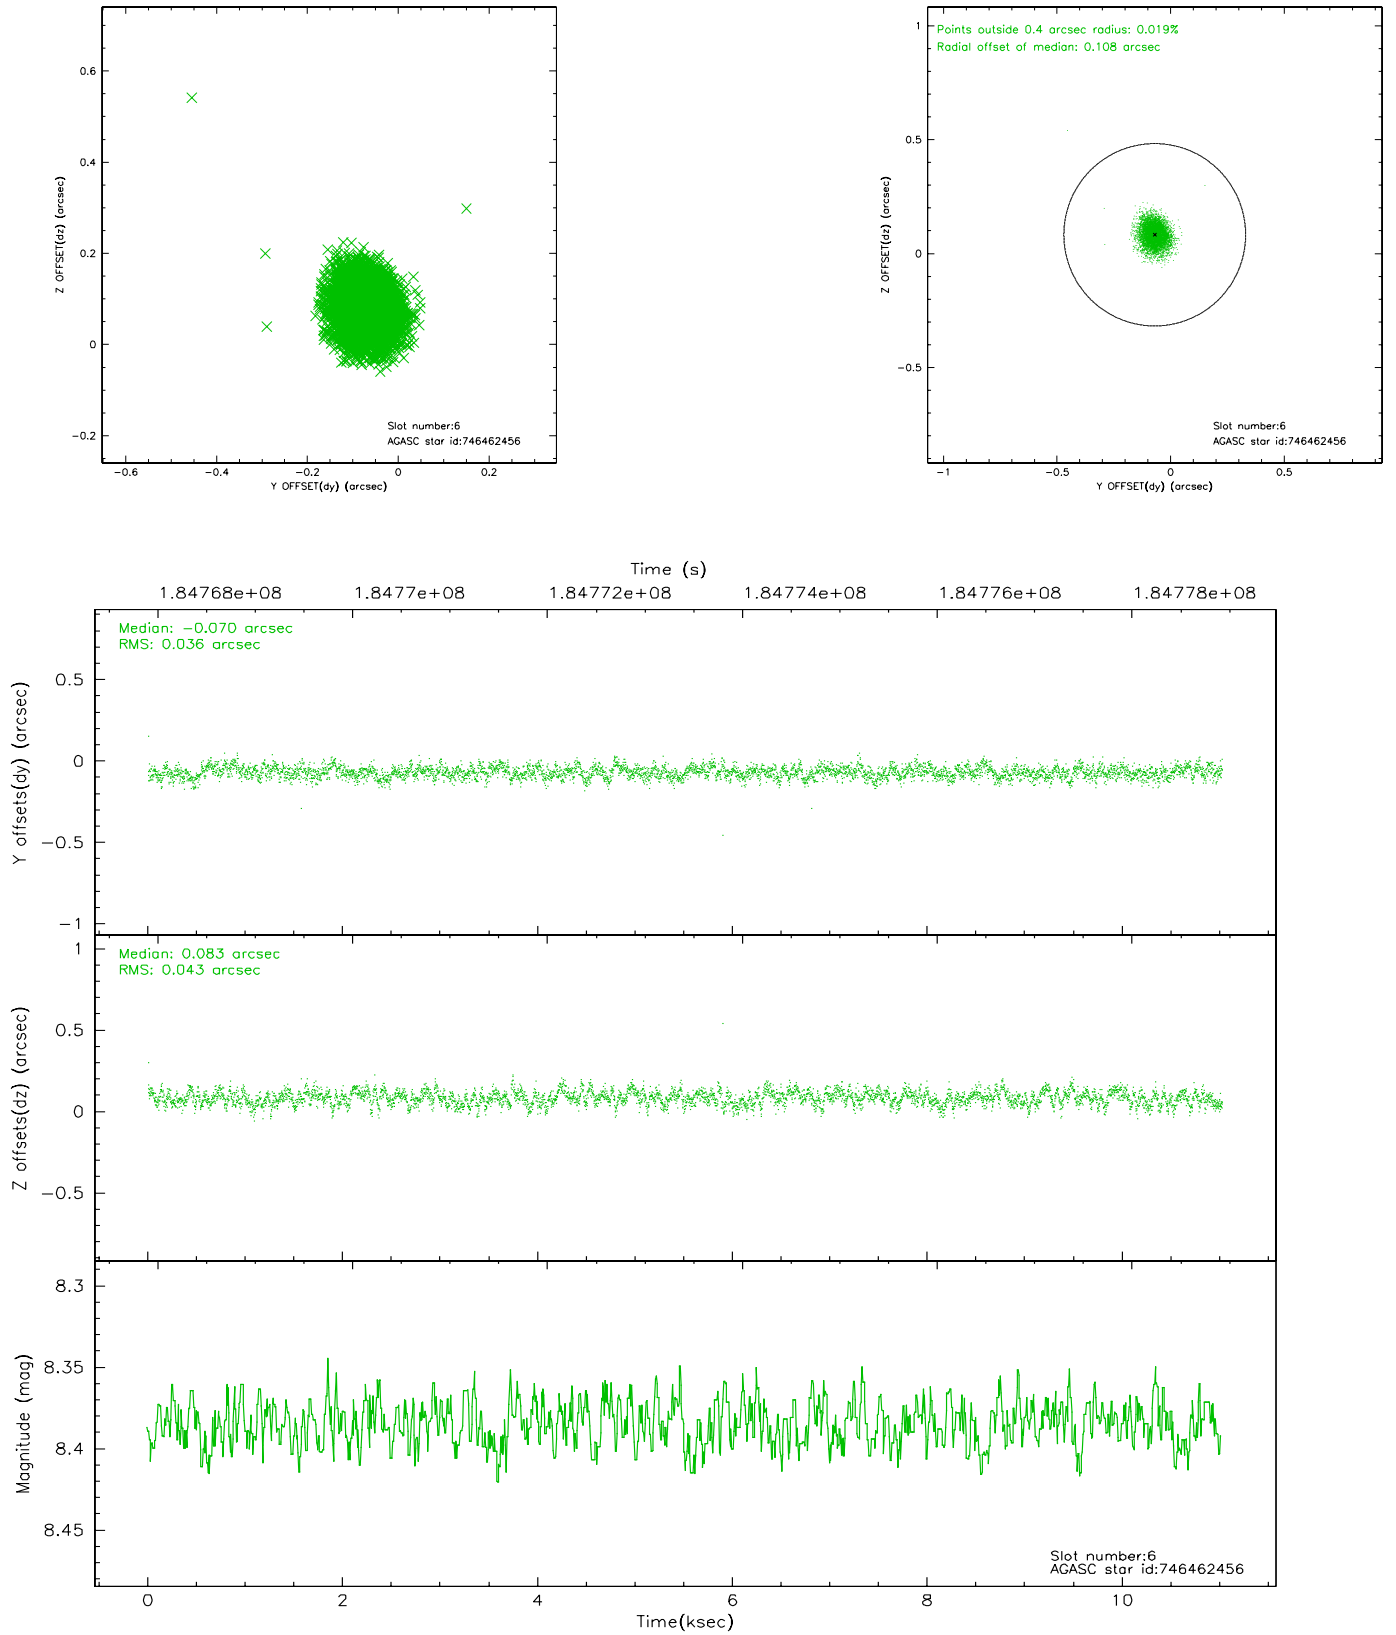 0.6
0.4
0.2
0
−0.2
Z OFFSET(dz) (arcsec)
Slot number:6
AGASC star id:746462456
−0.6
−0.4
−0.2
0
0.2
Y OFFSET(dy) (arcsec)
Points outside 0.4 arcsec radius: 0.019%
Radial offset of median: 0.108 arcsec
1
0.5
0
−0.5
Z OFFSET(dz) (arcsec)
Slot number:6
AGASC star id:746462456
−1
−0.5
0
0.5
Y OFFSET(dy) (arcsec)
Time (s)
1.84768e+08
1.8477e+08
1.84772e+08
1.84774e+08
1.84776e+08
1.84778e+08
Median: −0.070 arcsec
RMS: 0.036 arcsec
0.5
0
−0.5
−1
Y offsets(dy) (arcsec)
Median: 0.083 arcsec
RMS: 0.043 arcsec
1
0.5
0
−0.5
Z offsets(dz) (arcsec)
8.3
8.35
8.4
8.45
Magnitude (mag)
Slot number:6
AGASC star id:746462456
0
2
4
6
8
10
Time(ksec)